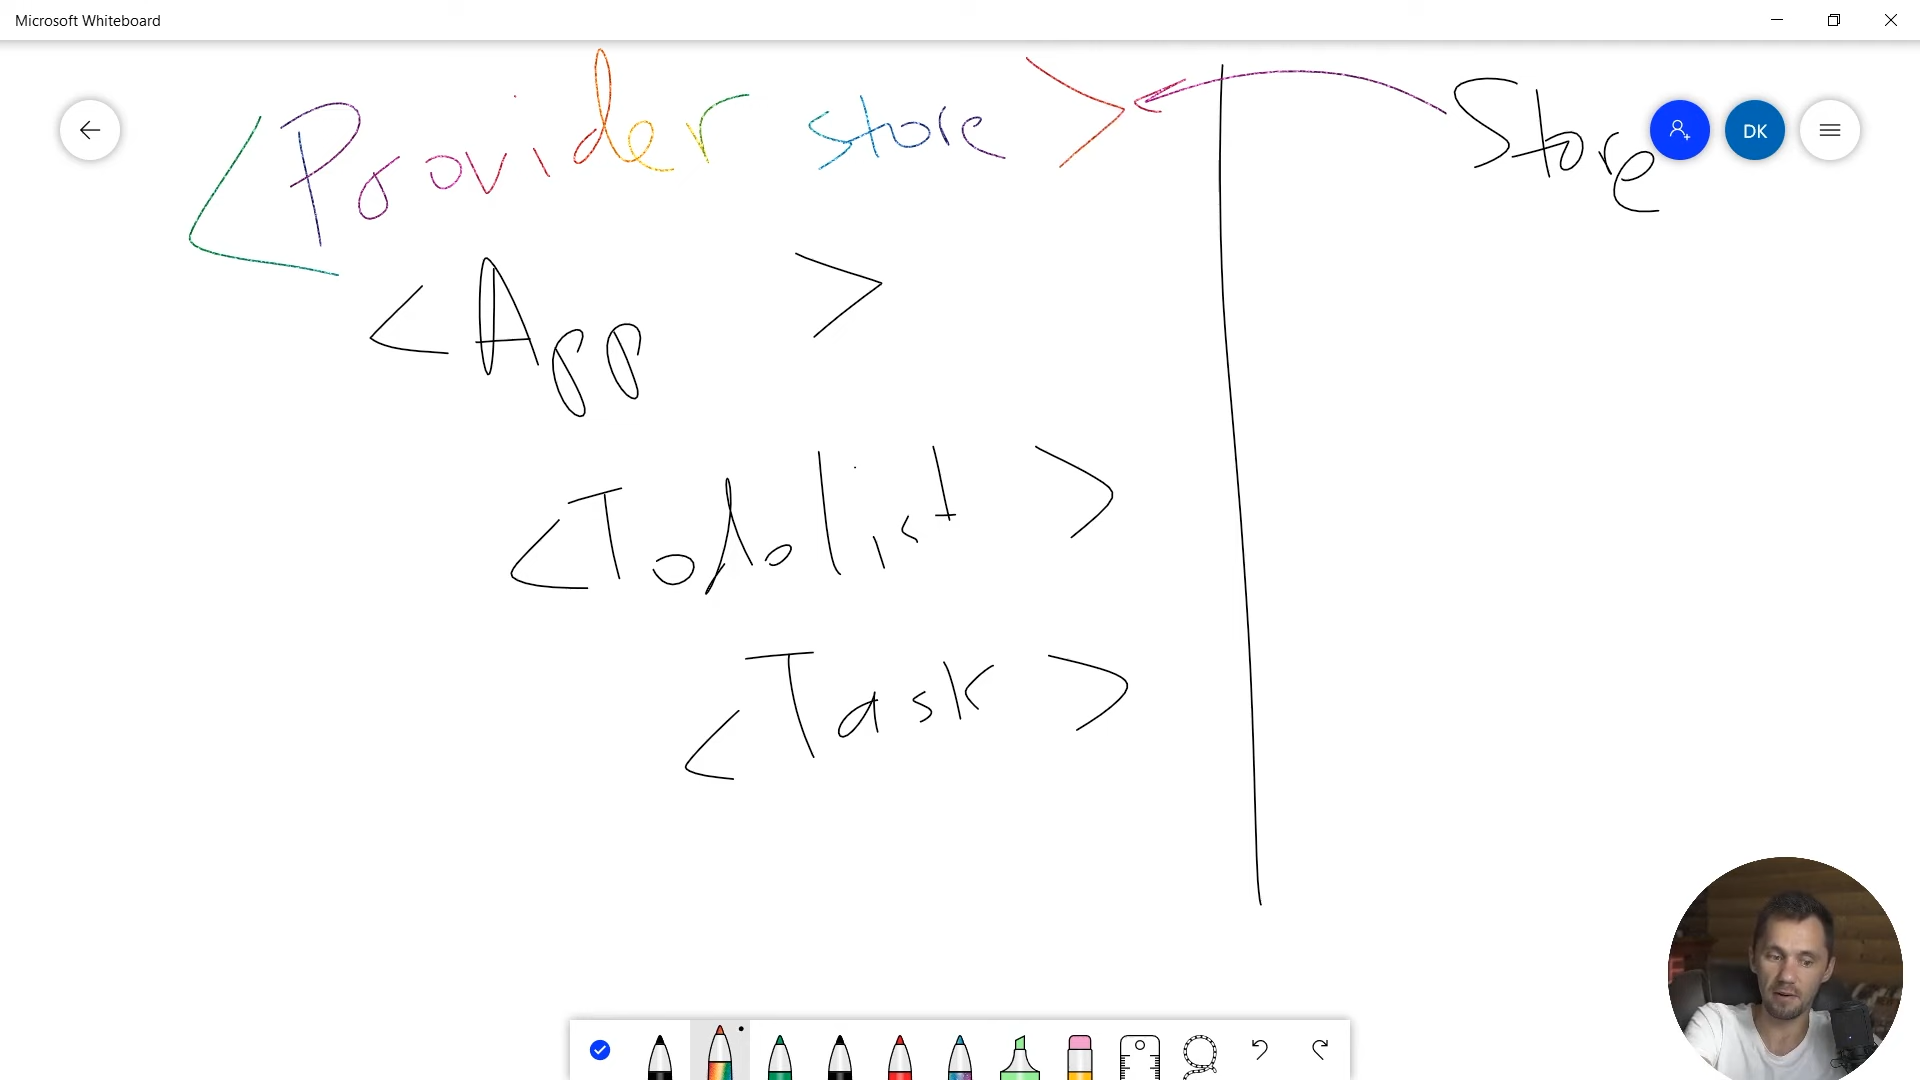 Microsoft Whiteboard
<Provider store > Store
<App >
<Todolist >
<Task >
DK